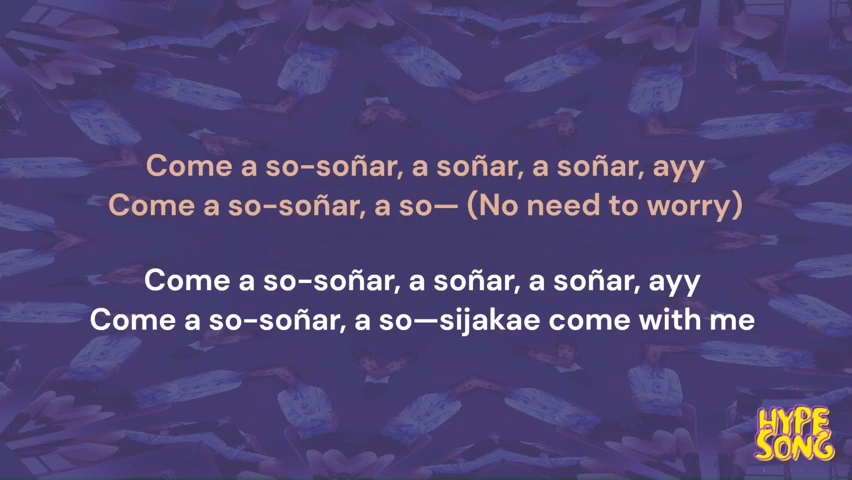 Come a so-soñar, a soñar, a soñar, ayy
Come a so-soñar, a so— (No need to worry)
Come a so-soñar, a soñar, a soñar, ayy
Come a so-soñar, a so—sijakae come with me
HYPE
SONG